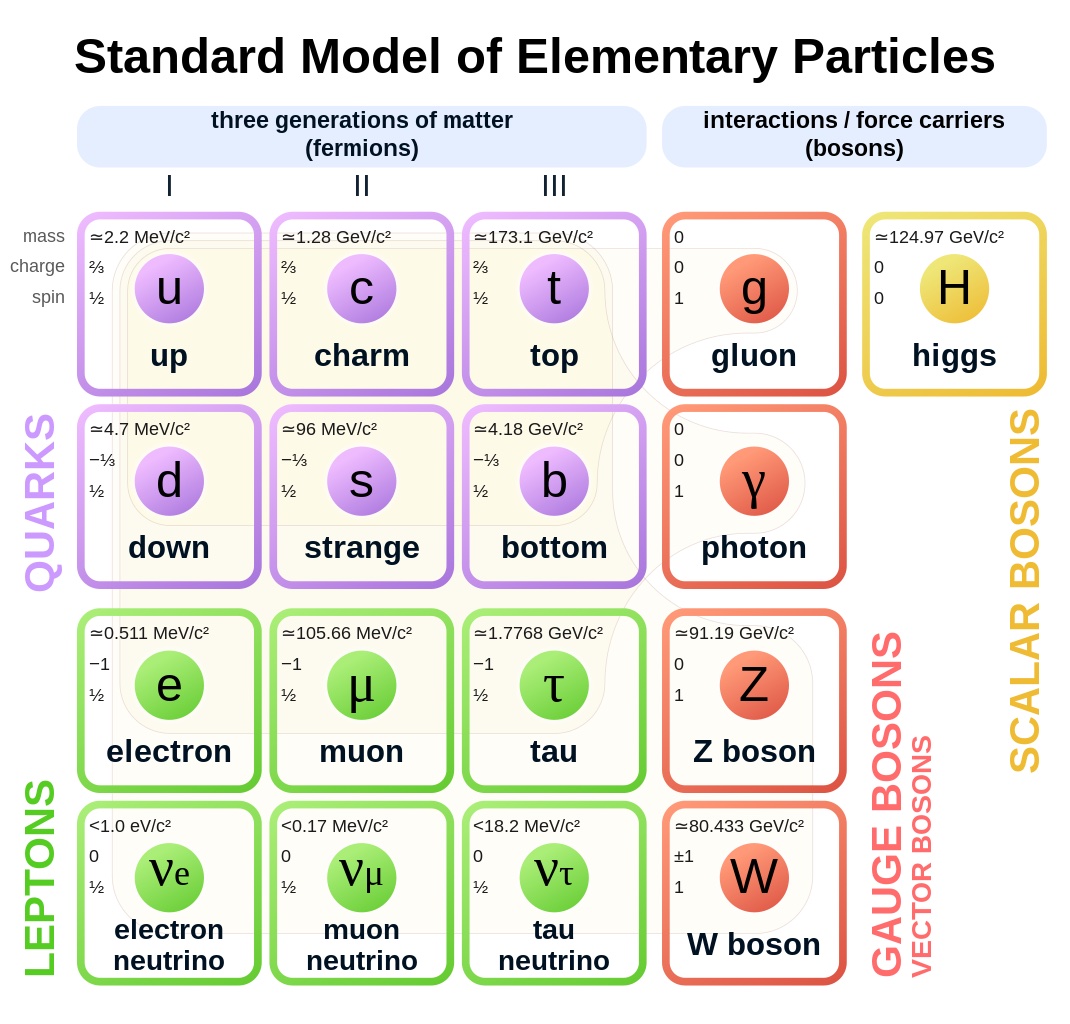 Standard Model of Elementary Particles
three generations of matter
(fermions)
interactions / force carriers
(bosons)
I
II
III
mass
charge
spin
≃2.2 MeV/c²
⅔
½
u
up
≃1.28 GeV/c²
⅔
½
c
charm
≃173.1 GeV/c²
⅔
½
t
top
0
0
1
g
gluon
≃124.97 GeV/c²
0
0
H
higgs
QUARKS
≃4.7 MeV/c²
−⅓
½
d
down
≃96 MeV/c²
−⅓
½
s
strange
≃4.18 GeV/c²
−⅓
½
b
bottom
0
0
1
γ
photon
SCALAR BOSONS
LEPTONS
≃0.511 MeV/c²
−1
½
e
electron
≃105.66 MeV/c²
−1
½
μ
muon
≃1.7768 GeV/c²
−1
½
τ
tau
≃91.19 GeV/c²
0
1
Z
Z boson
GAUGE BOSONS
VECTOR BOSONS
<1.0 eV/c²
0
½
νe
electron
neutrino
<0.17 MeV/c²
0
½
νμ
muon
neutrino
<18.2 MeV/c²
0
½
ντ
tau
neutrino
≃80.433 GeV/c²
±1
1
W
W boson